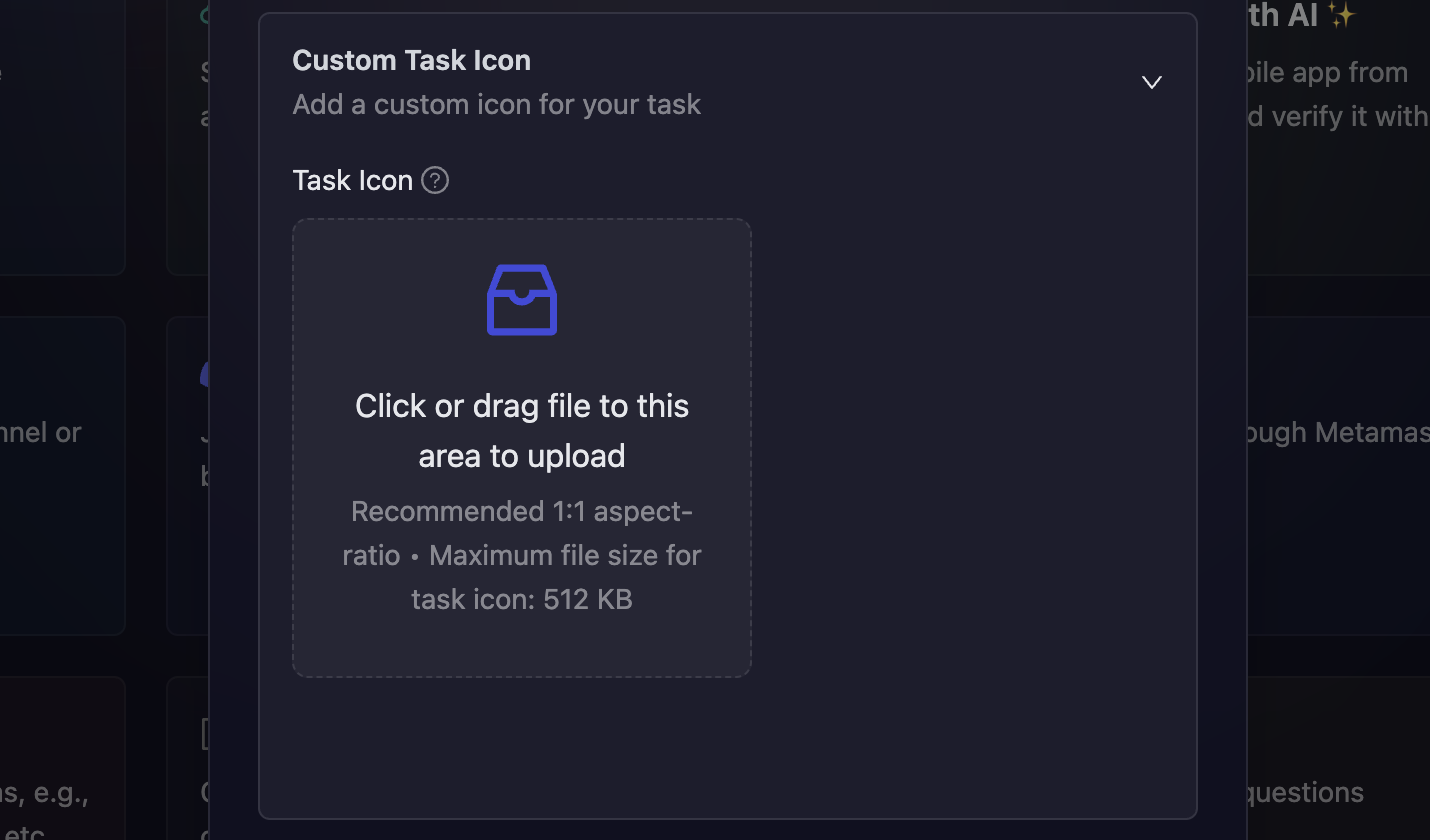 th AI ✨
Custom Task Icon
Add a custom icon for your task
app from
d verify it with
Task Icon
Click or drag file to this
area to upload
Recommended 1:1 aspect-
ratio • Maximum file size for
task icon: 512 KB
nnel or
ough Metamas
s, e.g.,
etc
questions